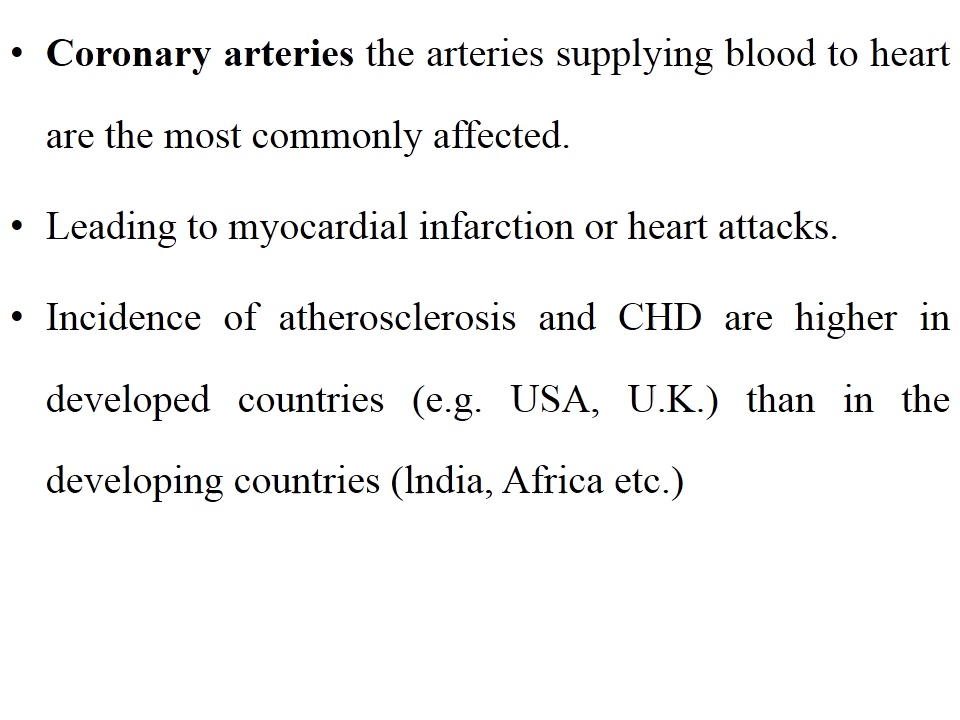 • Coronary arteries the arteries supplying blood to heart
are the most commonly affected.
• Leading to myocardial infarction or heart attacks.
• Incidence of atherosclerosis and CHD are higher in
developed countries (e.g. USA, U.K.) than in the
developing countries (lndia, Africa etc.)